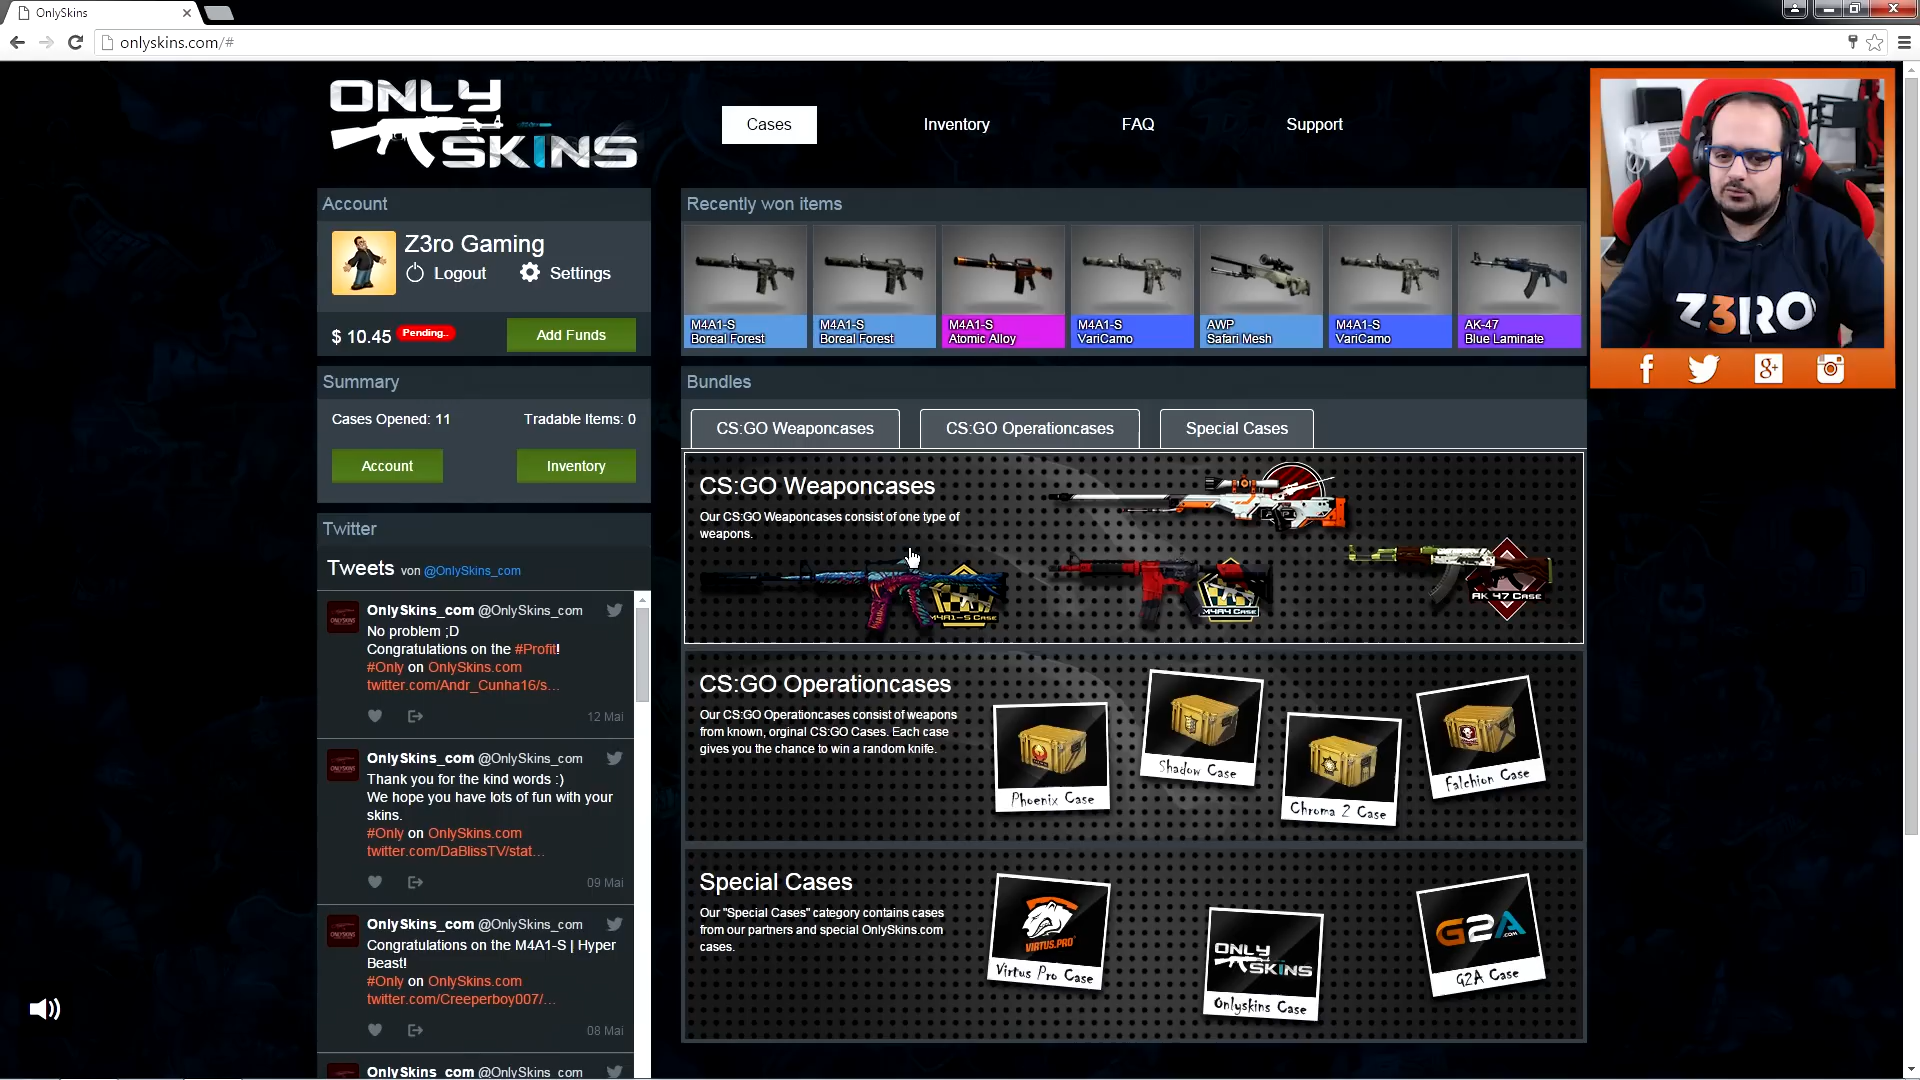 OnlySkins
onlyskins.com/#
ONLY
SKINS
Cases
Inventory
FAQ
Support
Account
Z3ro Gaming
Logout
Settings
$ 10.45
Pending..
Add Funds
Recently won items
M4A1-S
Boreal Forest
M4A1-S
Boreal Forest
M4A1-S
Atomic Alloy
M4A1-S
VariCamo
AWP
Safari Mesh
M4A1-S
VariCamo
AK-47
Blue Laminate
Z3RO
Summary
Cases Opened: 11
Tradable Items: 0
Account
Inventory
Bundles
CS:GO Weaponcases
CS:GO Operationcases
Special Cases
CS:GO Weaponcases
Our CS:GO Weaponcases consist of one type of
weapons.
M4A1-S Case
M4A4 Case
AK 47 Case
CS:GO Operationcases
Our CS:GO Operationcases consist of weapons
from known, orginal CS:GO Cases. Each case
gives you the chance to win a random knife.
Phoenix Case
Shadow Case
Chroma 2 Case
Falchion Case
Special Cases
Our "Special Cases" category contains cases
from our partners and special OnlySkins.com
cases.
VIRTUS.PRO
Virtus Pro Case
ONLY
SKINS
Onlyskins Case
G2A
.COM
G2A Case
Twitter
Tweets von @OnlySkins_com
OnlySkins_com @OnlySkins_com
No problem ;D
Congratulations on the #Profit!
#Only on OnlySkins.com
twitter.com/Andr_Cunha16/s…
12 Mai
OnlySkins_com @OnlySkins_com
Thank you for the kind words :)
We hope you have lots of fun with your
skins.
#Only on OnlySkins.com
twitter.com/DaBlissTV/stat…
09 Mai
OnlySkins_com @OnlySkins_com
Congratulations on the M4A1-S | Hyper
Beast!
#Only on OnlySkins.com
twitter.com/Creeperboy007/…
08 Mai
OnlySkins_com @OnlySkins_com